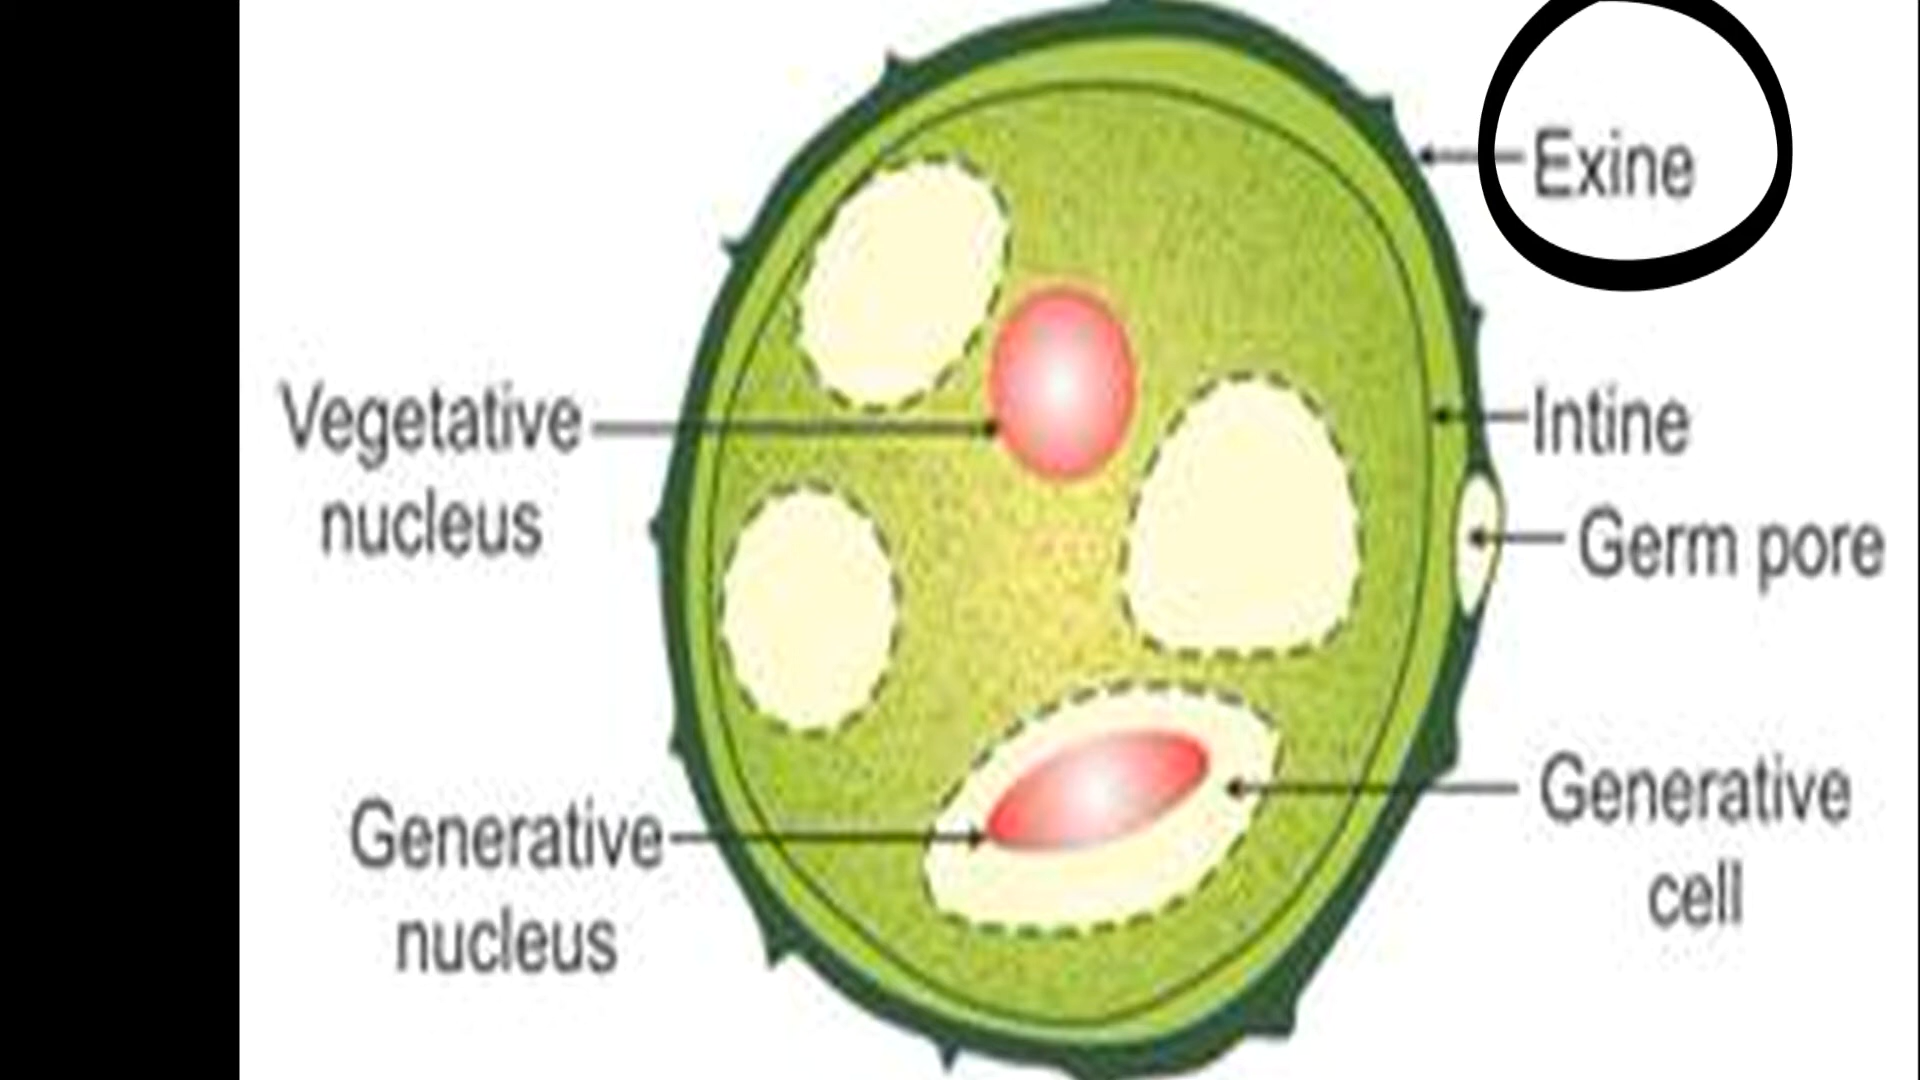 Exine
Vegetative
nucleus
Intine
Germ pore
Generative
nucleus
Generative
cell